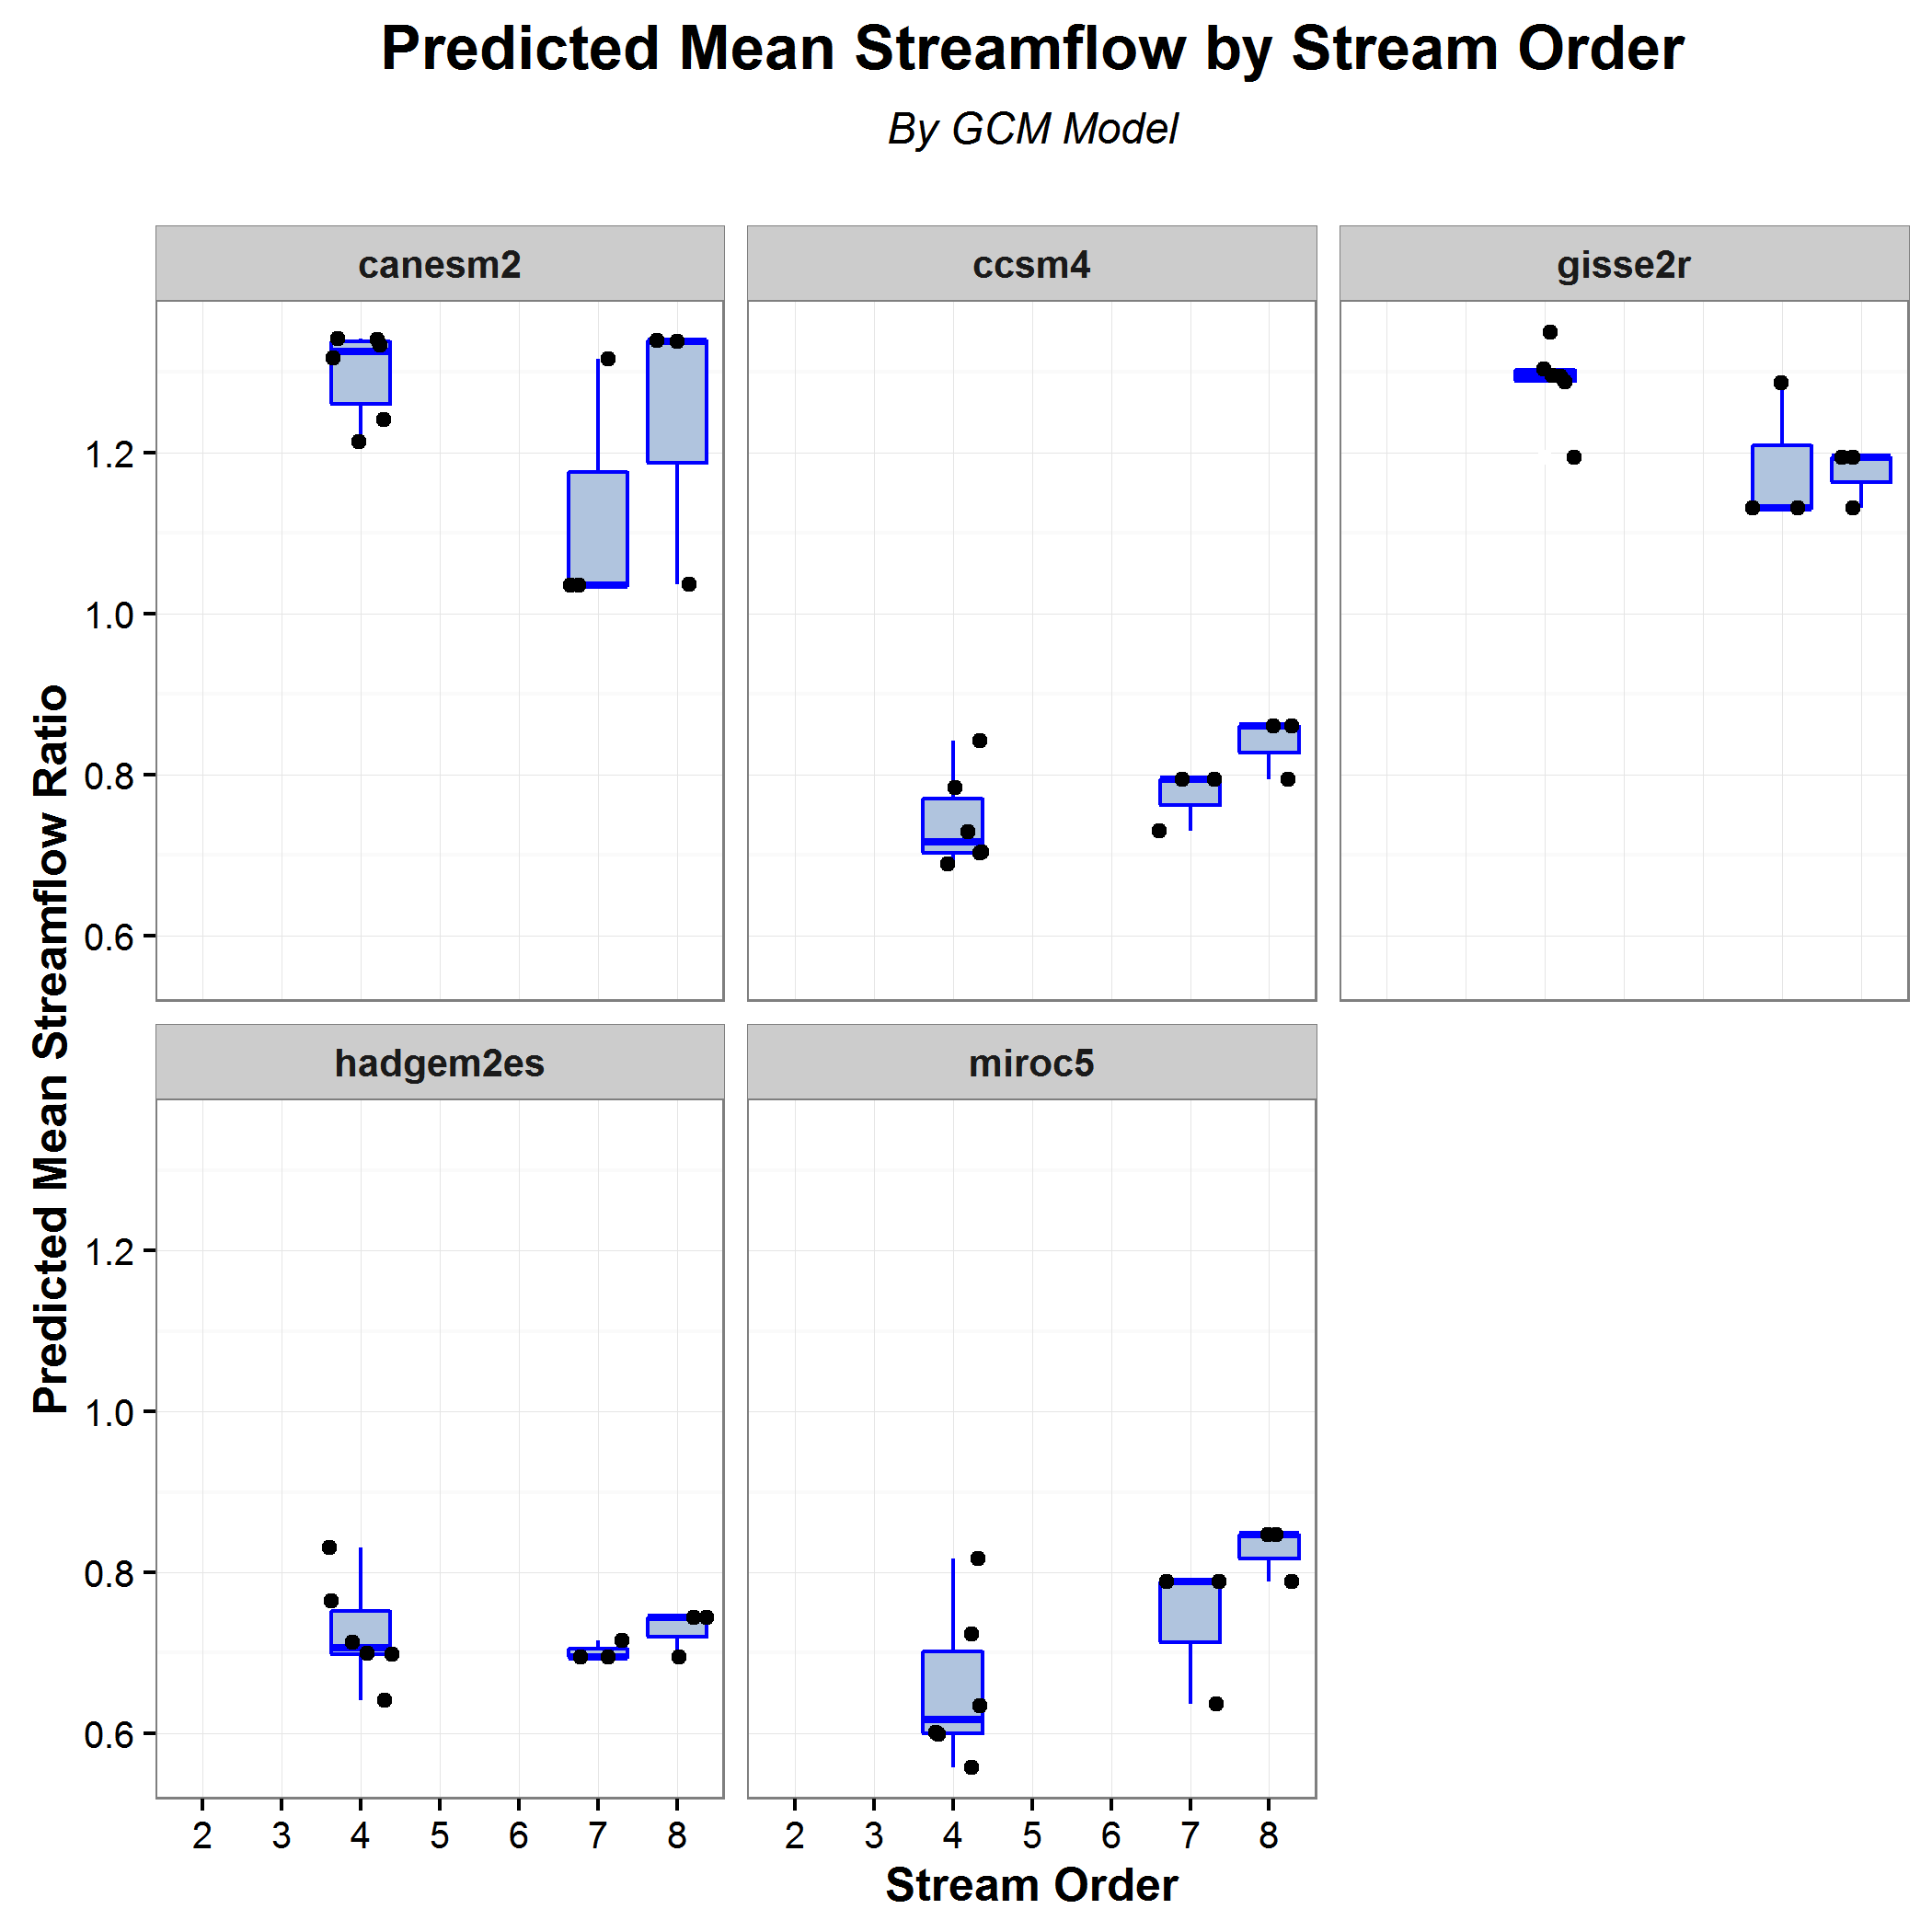 Predicted Mean Streamflow by Stream Order
By GCM Model
canesm2
ccsm4
gisse2r
1.2
1.0
0.8
0.6
Predicted Mean Streamflow Ratio
hadgem2es
miroc5
1.2
1.0
0.8
0.6
2 3 4 5 6 7 8
2 3 4 5 6 7 8
Stream Order